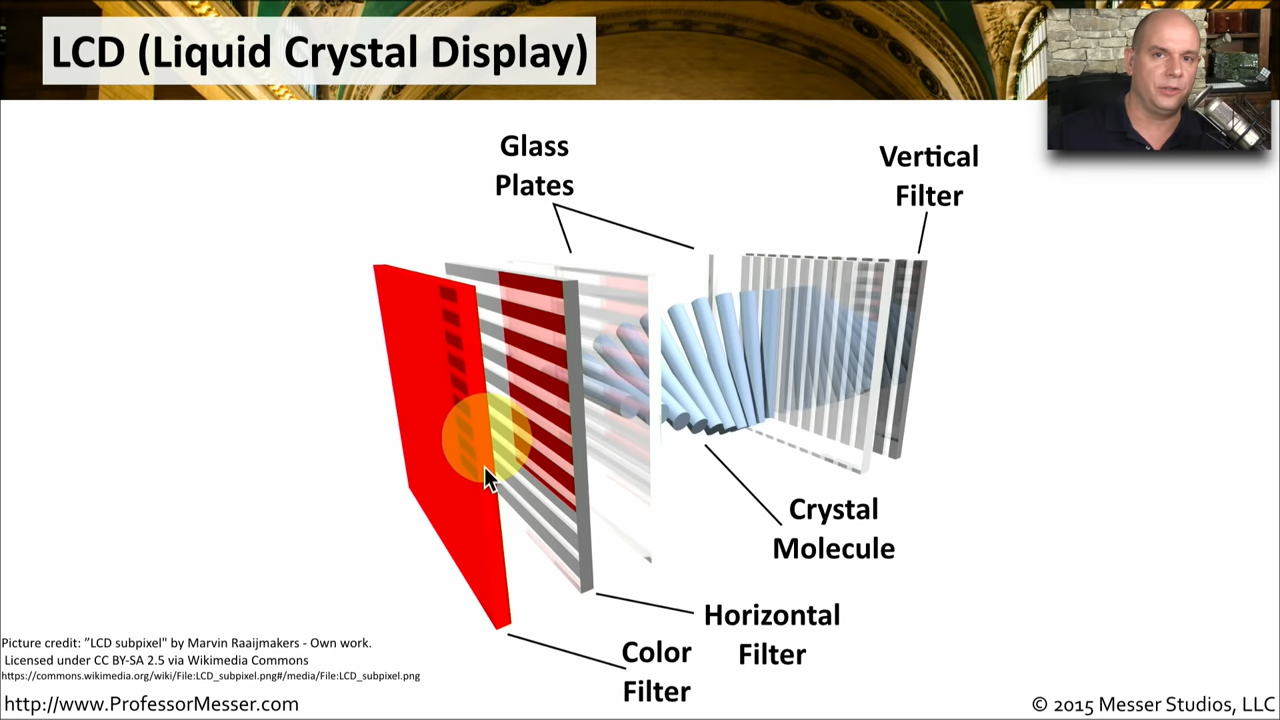 LCD (Liquid Crystal Display)
Glass
Plates
Vertical
Filter
Crystal
Molecule
Horizontal
Filter
Color
Filter
Picture credit: ”LCD subpixel" by Marvin Raaijmakers - Own work.
Licensed under CC BY-SA 2.5 via Wikimedia Commons
https://commons.wikimedia.org/wiki/File:LCD_subpixel.png#/media/File:LCD_subpixel.png
http://www.ProfessorMesser.com
© 2015 Messer Studios, LLC